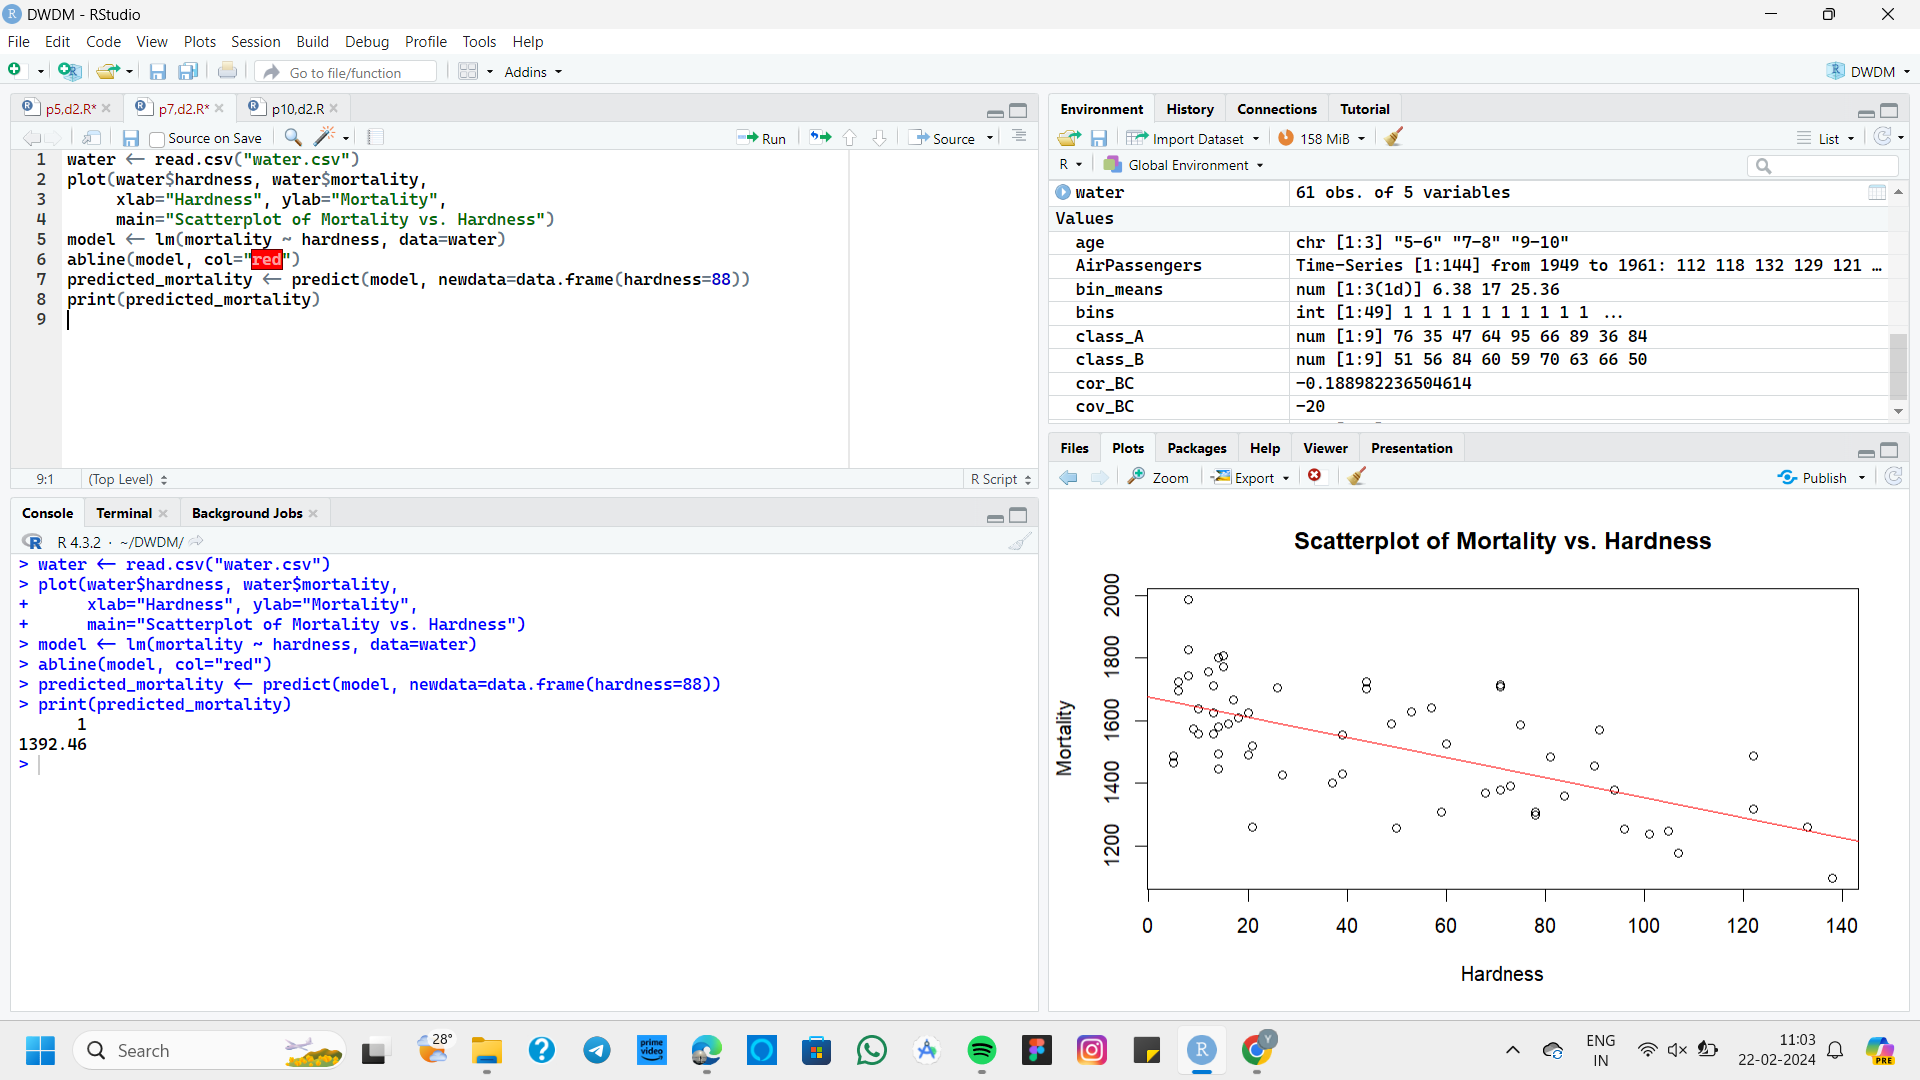 DWDM - RStudio
File Edit Code View Plots Session Build Debug Profile Tools Help
Go to file/function Addins DWDM
p5,d2.R* p7,d2.R* p10,d2.R
Source on Save Run Source
1 water <- read.csv("water.csv")
2 plot(water$hardness, water$mortality,
3 xlab="Hardness", ylab="Mortality",
4 main="Scatterplot of Mortality vs. Hardness")
5 model <- lm(mortality ~ hardness, data=water)
6 abline(model, col="red")
7 predicted_mortality <- predict(model, newdata=data.frame(hardness=88))
8 print(predicted_mortality)
9
9:1 (Top Level) R Script
Console Terminal Background Jobs
R 4.3.2 · ~/DWDM/
> water <- read.csv("water.csv")
> plot(water$hardness, water$mortality,
+ xlab="Hardness", ylab="Mortality",
+ main="Scatterplot of Mortality vs. Hardness")
> model <- lm(mortality ~ hardness, data=water)
> abline(model, col="red")
> predicted_mortality <- predict(model, newdata=data.frame(hardness=88))
> print(predicted_mortality)
1
1392.46
>
Environment History Connections Tutorial
Import Dataset 158 MiB List
R Global Environment
water 61 obs. of 5 variables
Values
age chr [1:3] "5-6" "7-8" "9-10"
AirPassengers Time-Series [1:144] from 1949 to 1961: 112 118 132 129 121 …
bin_means num [1:3(1d)] 6.38 17 25.36
bins int [1:49] 1 1 1 1 1 1 1 1 1 1 ...
class_A num [1:9] 76 35 47 64 95 66 89 36 84
class_B num [1:9] 51 56 84 60 59 70 63 66 50
cor_BC -0.188982236504614
cov_BC -20
Files Plots Packages Help Viewer Presentation
Zoom Export Publish
Scatterplot of Mortality vs. Hardness
Mortality
2000
1800
1600
1400
1200
0 20 40 60 80 100 120 140
Hardness
Search 28° prime video R Y PRE
ENG
IN
11:03
22-02-2024